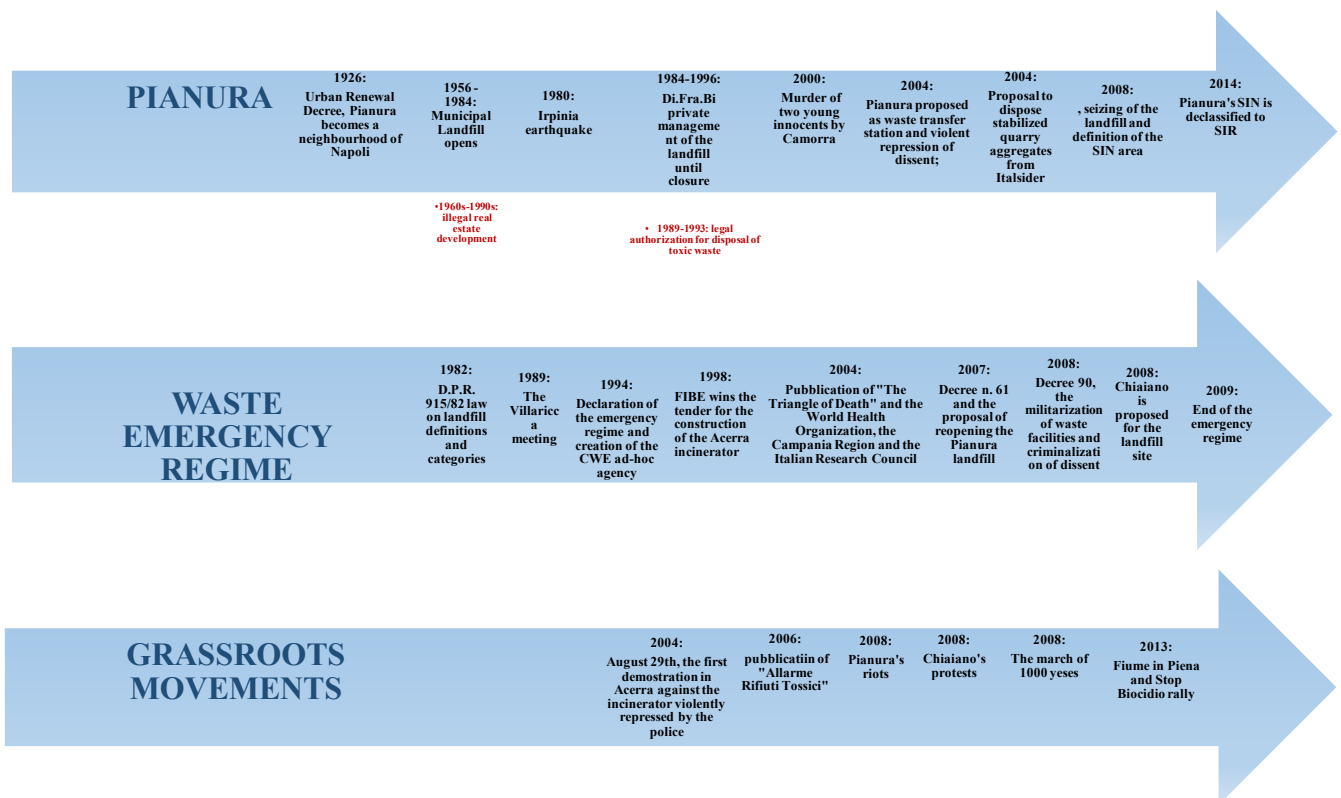 PIANURA
1926:
Urban Renewal
Decree, Pianura
becomes a
neighbourhood of
Napoli
1956 -
1984:
Municipal
Landfill
opens
1980:
Irpinia
earthquake
1984-1996:
Di.Fra.Bi
private
manageme
nt of the
landfill
until
closure
2000:
Murder of
two young
innocents by
Camorra
2004:
Pianura proposed
as waste transfer
station and violent
repression of
dissent;
2004:
Proposal to
dispose
stabilized
quarry
aggregates
from
Italsider
2008:
, seizing of the
landfill and
definition of the
SIN area
2014:
Pianura's SIN is
declassified to
SIR
•1960s-1990s:
illegal real
estate
development
• 1989-1993: legal
authorization for disposal of
toxic waste
WASTE
EMERGENCY
REGIME
1982:
D.P.R.
915/82 law
on landfill
definitions
and
categories
1989:
The
Villaricc
a
meeting
1994:
Declaration of
the emergency
regime and
creation of the
CWE ad-hoc
agency
1998:
FIBE wins the
tender for the
construction
of the Acerra
incinerator
2004:
Pubblication of "The
Triangle of Death" and the
World Health
Organization, the
Campania Region and the
Italian Research Council
2007:
Decree n. 61
and the
proposal of
reopening the
Pianura
landfill
2008:
Decree 90,
the
militarization
of waste
facilities and
criminalizati
on of dissent
2008:
Chiaiano
is
proposed
for the
landfill
site
2009:
End of the
emergency
regime
GRASSROOTS
MOVEMENTS
2004:
August 29th, the first
demostration in
Acerra against the
incinerator violently
repressed by the
police
2006:
pubblicatiin of
"Allarme
Rifiuti Tossici"
2008:
Pianura's
riots
2008:
Chiaiano's
protests
2008:
The march of
1000 yeses
2013:
Fiume in Piena
and Stop
Biocidio rally